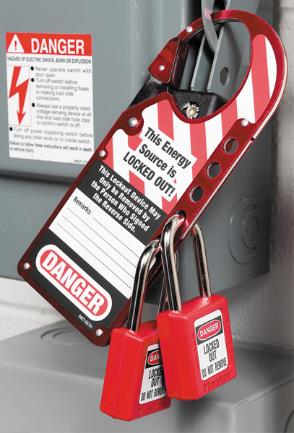 DANGER
HAZARD OF ELECTRIC SHOCK, BURN OR EXPLOSION
Never operate switch with
door open.
Turn off switch before
removing or installing fuses
or making load side
connections.
Always use a properly rated
voltage sensing device at all
line and load side fuse clips
to confirm switch is off.
Turn off power supplying switch before
doing any other work on or inside switch.
Failure to follow these instructions will result in death
or serious injury.
This Energy
Source is
LOCKED OUT!
This Lockout Device May
Only be Removed by
the Person Who Signed
the Reverse Side.
Remarks:
DANGER
DANGER
LOCKED
OUT
DO NOT REMOVE
DANGER
LOCKED
OUT
DO NOT REMOVE